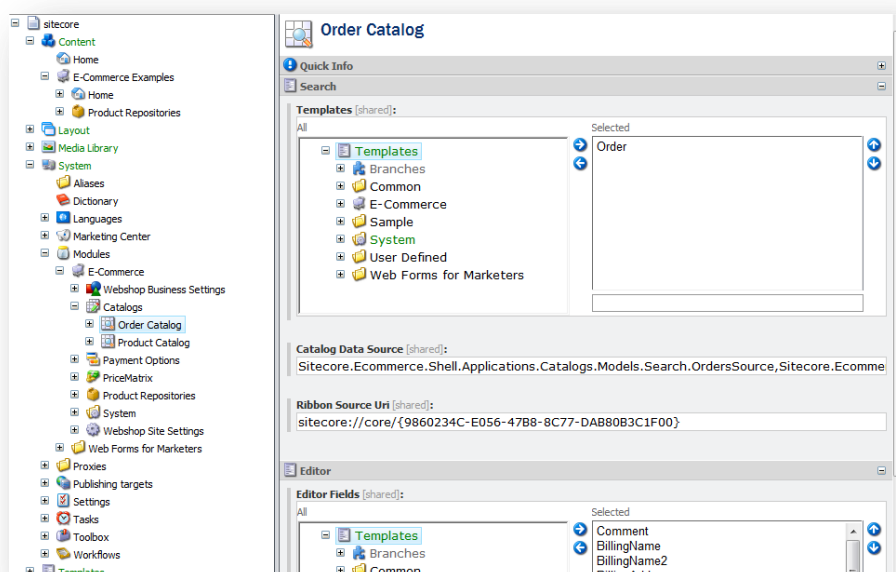 sitecore
Content
Home
E-Commerce Examples
Home
Product Repositories
Layout
Media Library
System
Aliases
Dictionary
Languages
Marketing Center
Modules
E-Commerce
Webshop Business Settings
Catalogs
Order Catalog
Product Catalog
Payment Options
PriceMatrix
Product Repositories
System
Webshop Site Settings
Web Forms for Marketers
Proxies
Publishing targets
Settings
Tasks
Toolbox
Workflows
Templates
Order Catalog
Quick Info
Search
Templates [shared]:
All
Selected
Templates
Branches
Common
E-Commerce
Sample
System
User Defined
Web Forms for Marketers
Order
Catalog Data Source [shared]:
Sitecore.Ecommerce.Shell.Applications.Catalogs.Models.Search.OrdersSource,Sitecore.Ecomme
Ribbon Source Uri [shared]:
sitecore://core/{9860234C-E056-47B8-8C77-DAB80B3C1F00}
Editor
Editor Fields [shared]:
All
Selected
Templates
Branches
Common
Comment
BillingName
BillingName2